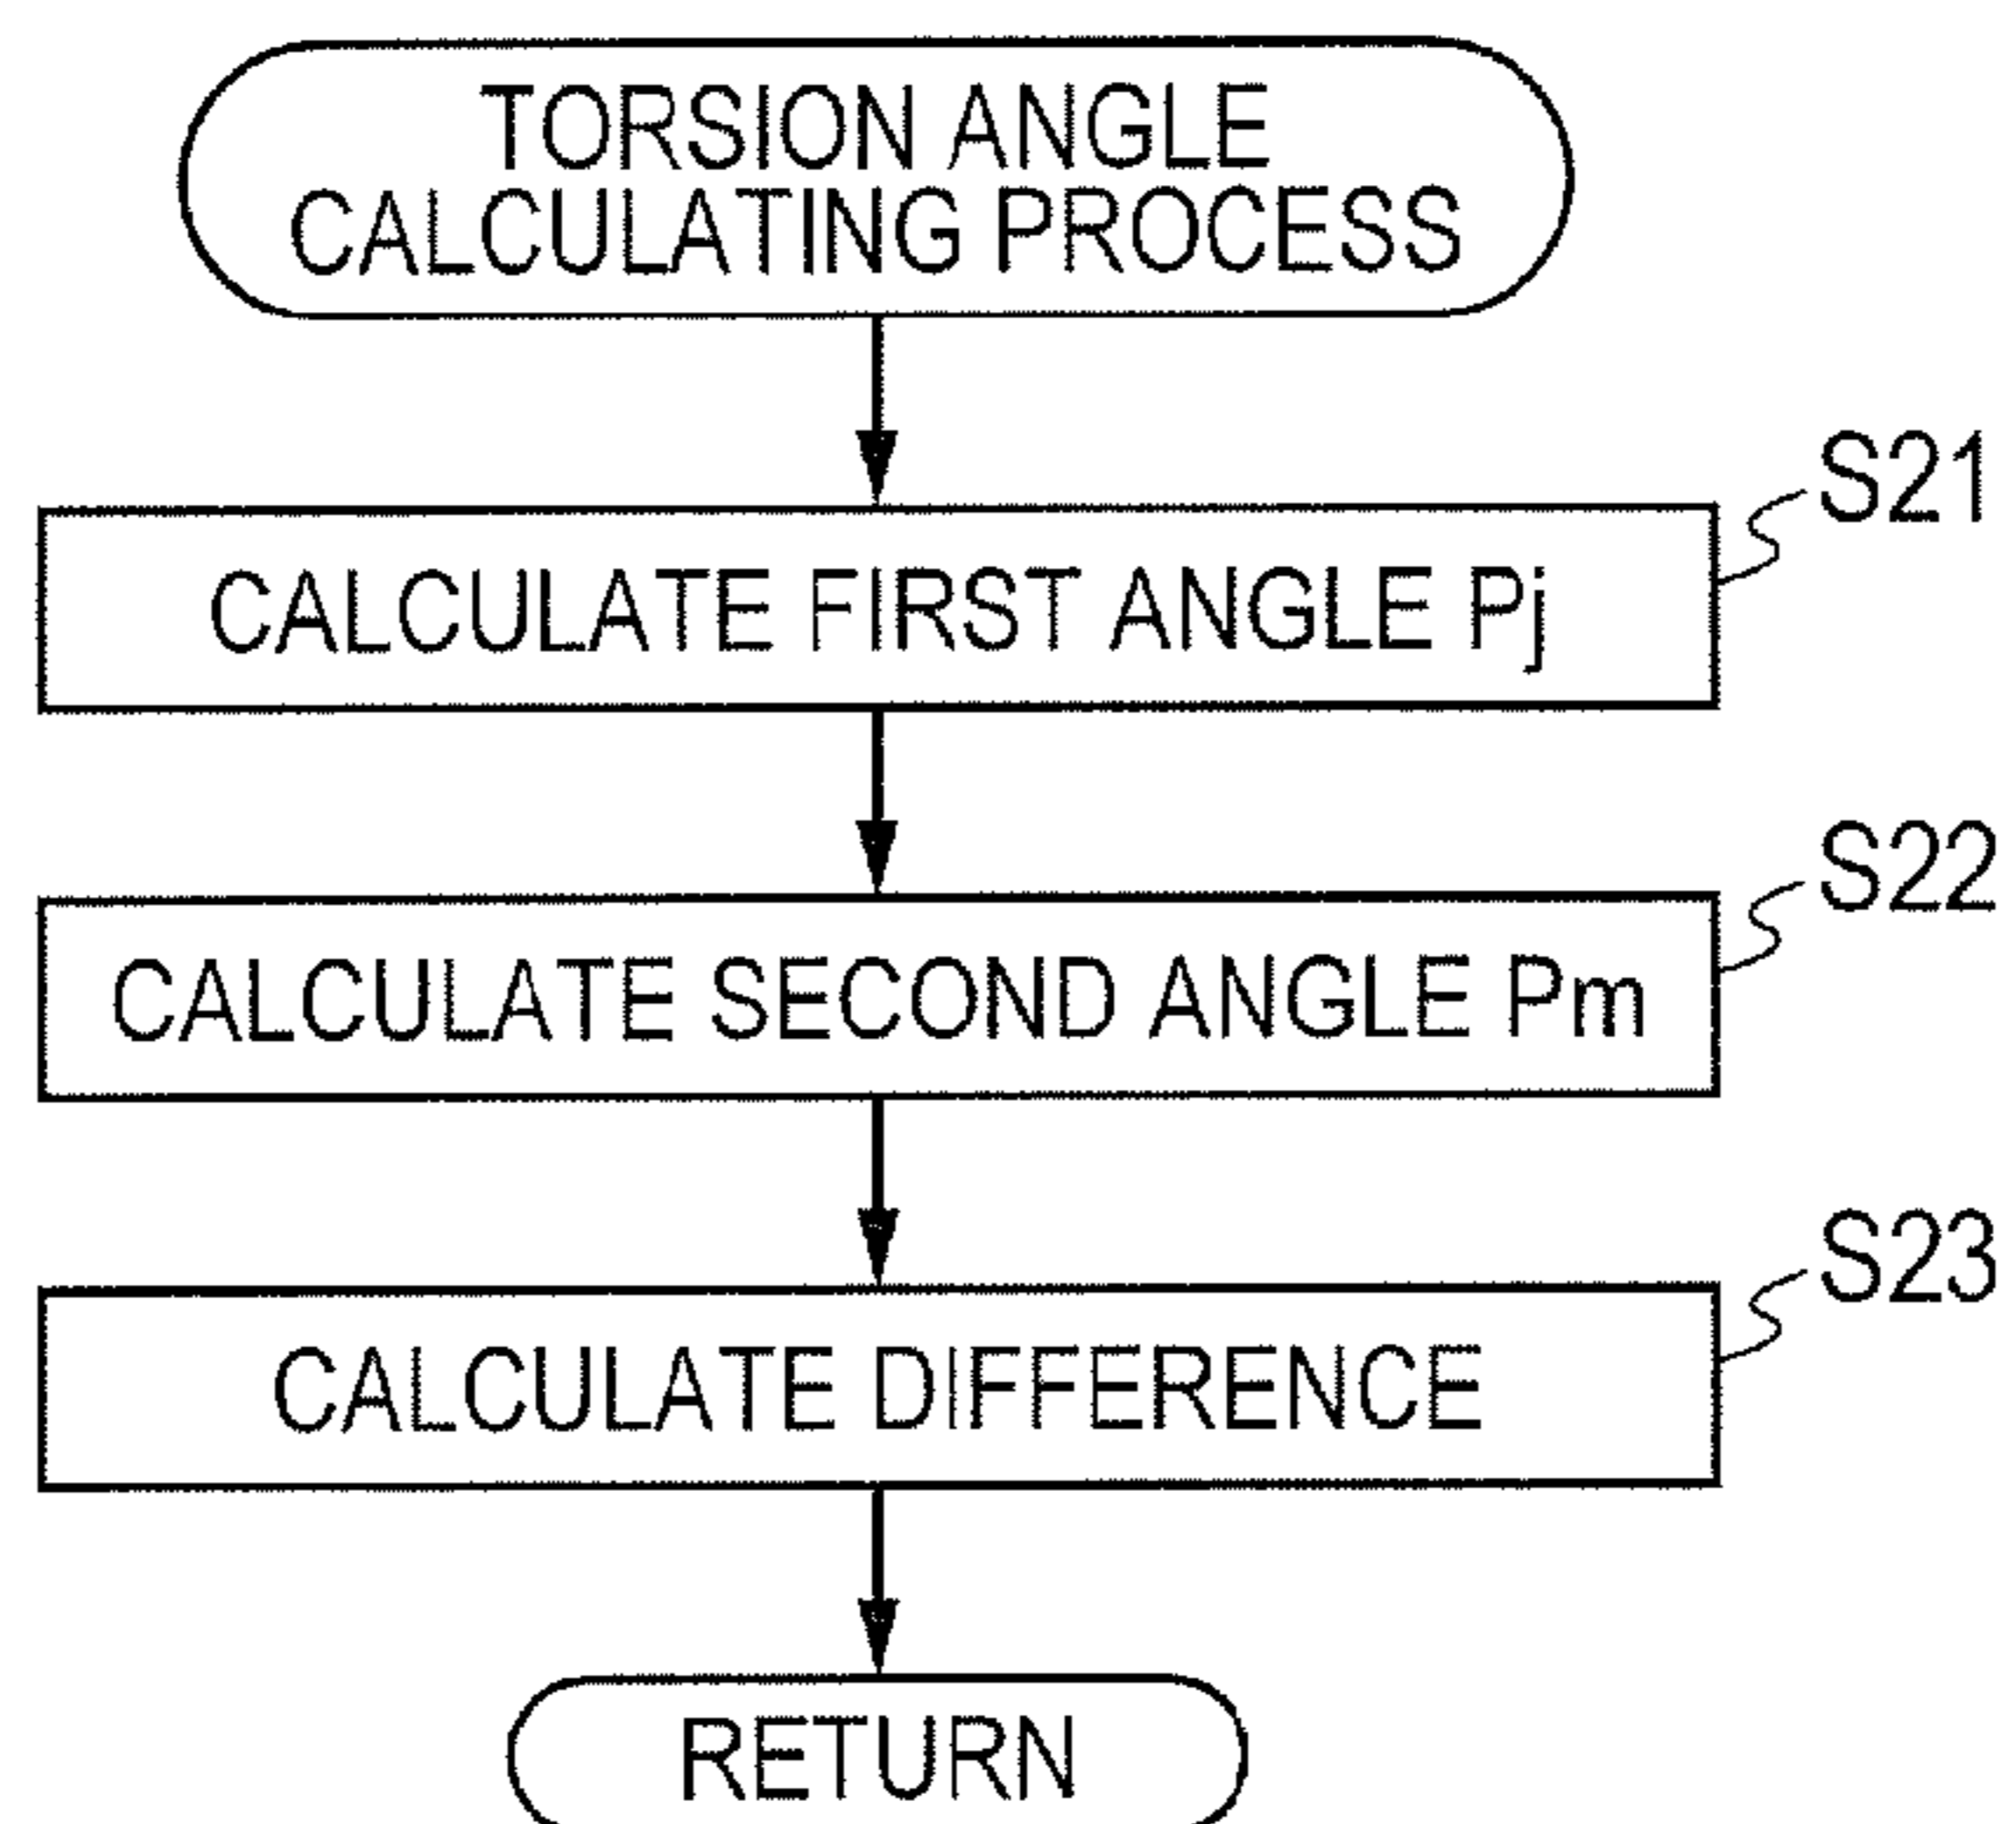 TORSION ANGLE
CALCULATING PROCESS
S21
CALCULATE FIRST ANGLE Pj
S22
CALCULATE SECOND ANGLE Pm
S23
CALCULATE DIFFERENCE
RETURN